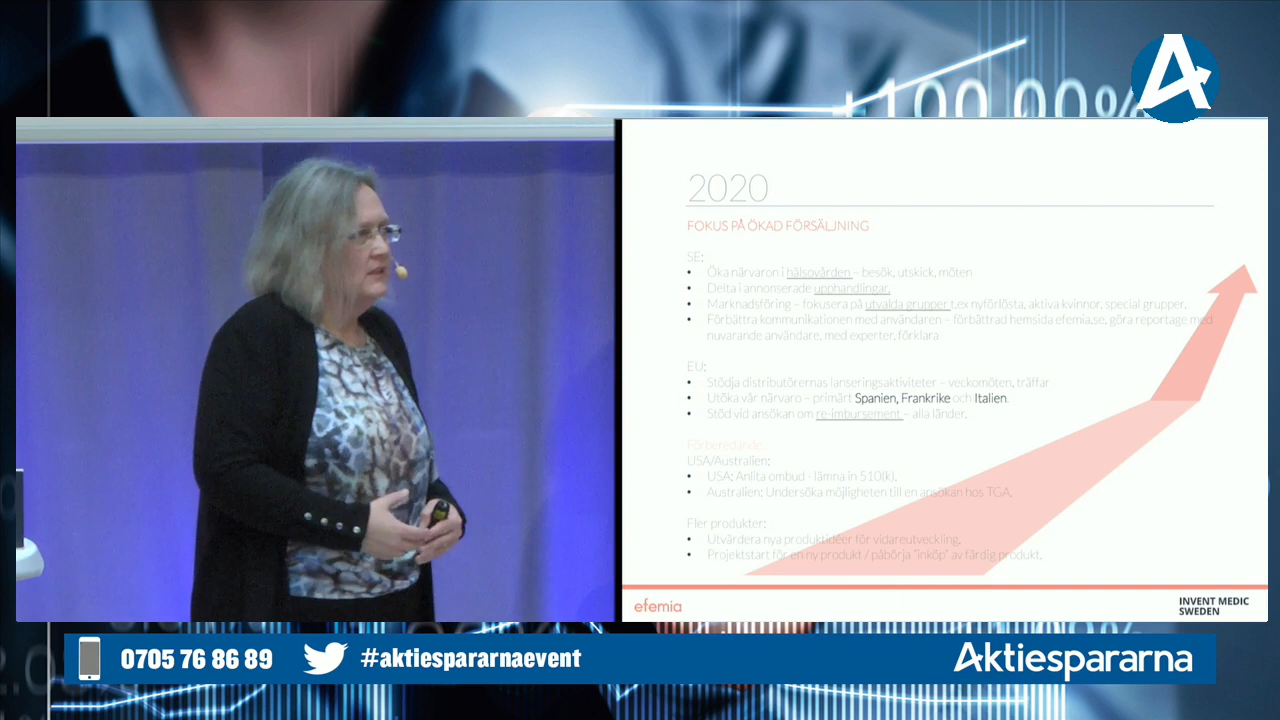 +100.00%
2020
FOKUS PÅ ÖKAD FÖRSÄLJNING
SE:
• Öka närvaron i hälsovården – besök, utskick, möten
• Delta i annonserade upphandlingar.
• Marknadsföring – fokusera på utvalda grupper t.ex nyförlösta, aktiva kvinnor, special grupper.
• Förbättra kommunikationen med användaren – förbättrad hemsida efemia.se, göra reportage med
nuvarande användare, med experter, förklara
EU:
• Stödja distributörernas lanseringsaktiviteter – veckomöten, träffar
• Utöka vår närvaro – primärt Spanien, Frankrike och Italien.
• Stöd vid ansökan om re-imbursement – alla länder.
Förberedande:
USA/Australien:
• USA: Anlita ombud - lämna in 510(k).
• Australien: Undersöka möjligheten till en ansökan hos TGA.
Fler produkter:
• Utvärdera nya produktidéer för vidareutveckling.
• Projektstart för en ny produkt / påbörja "inköp" av färdig produkt.
efemia
INVENT MEDIC
SWEDEN
0705 76 86 89
#aktiespararnaevent
Aktiespararna